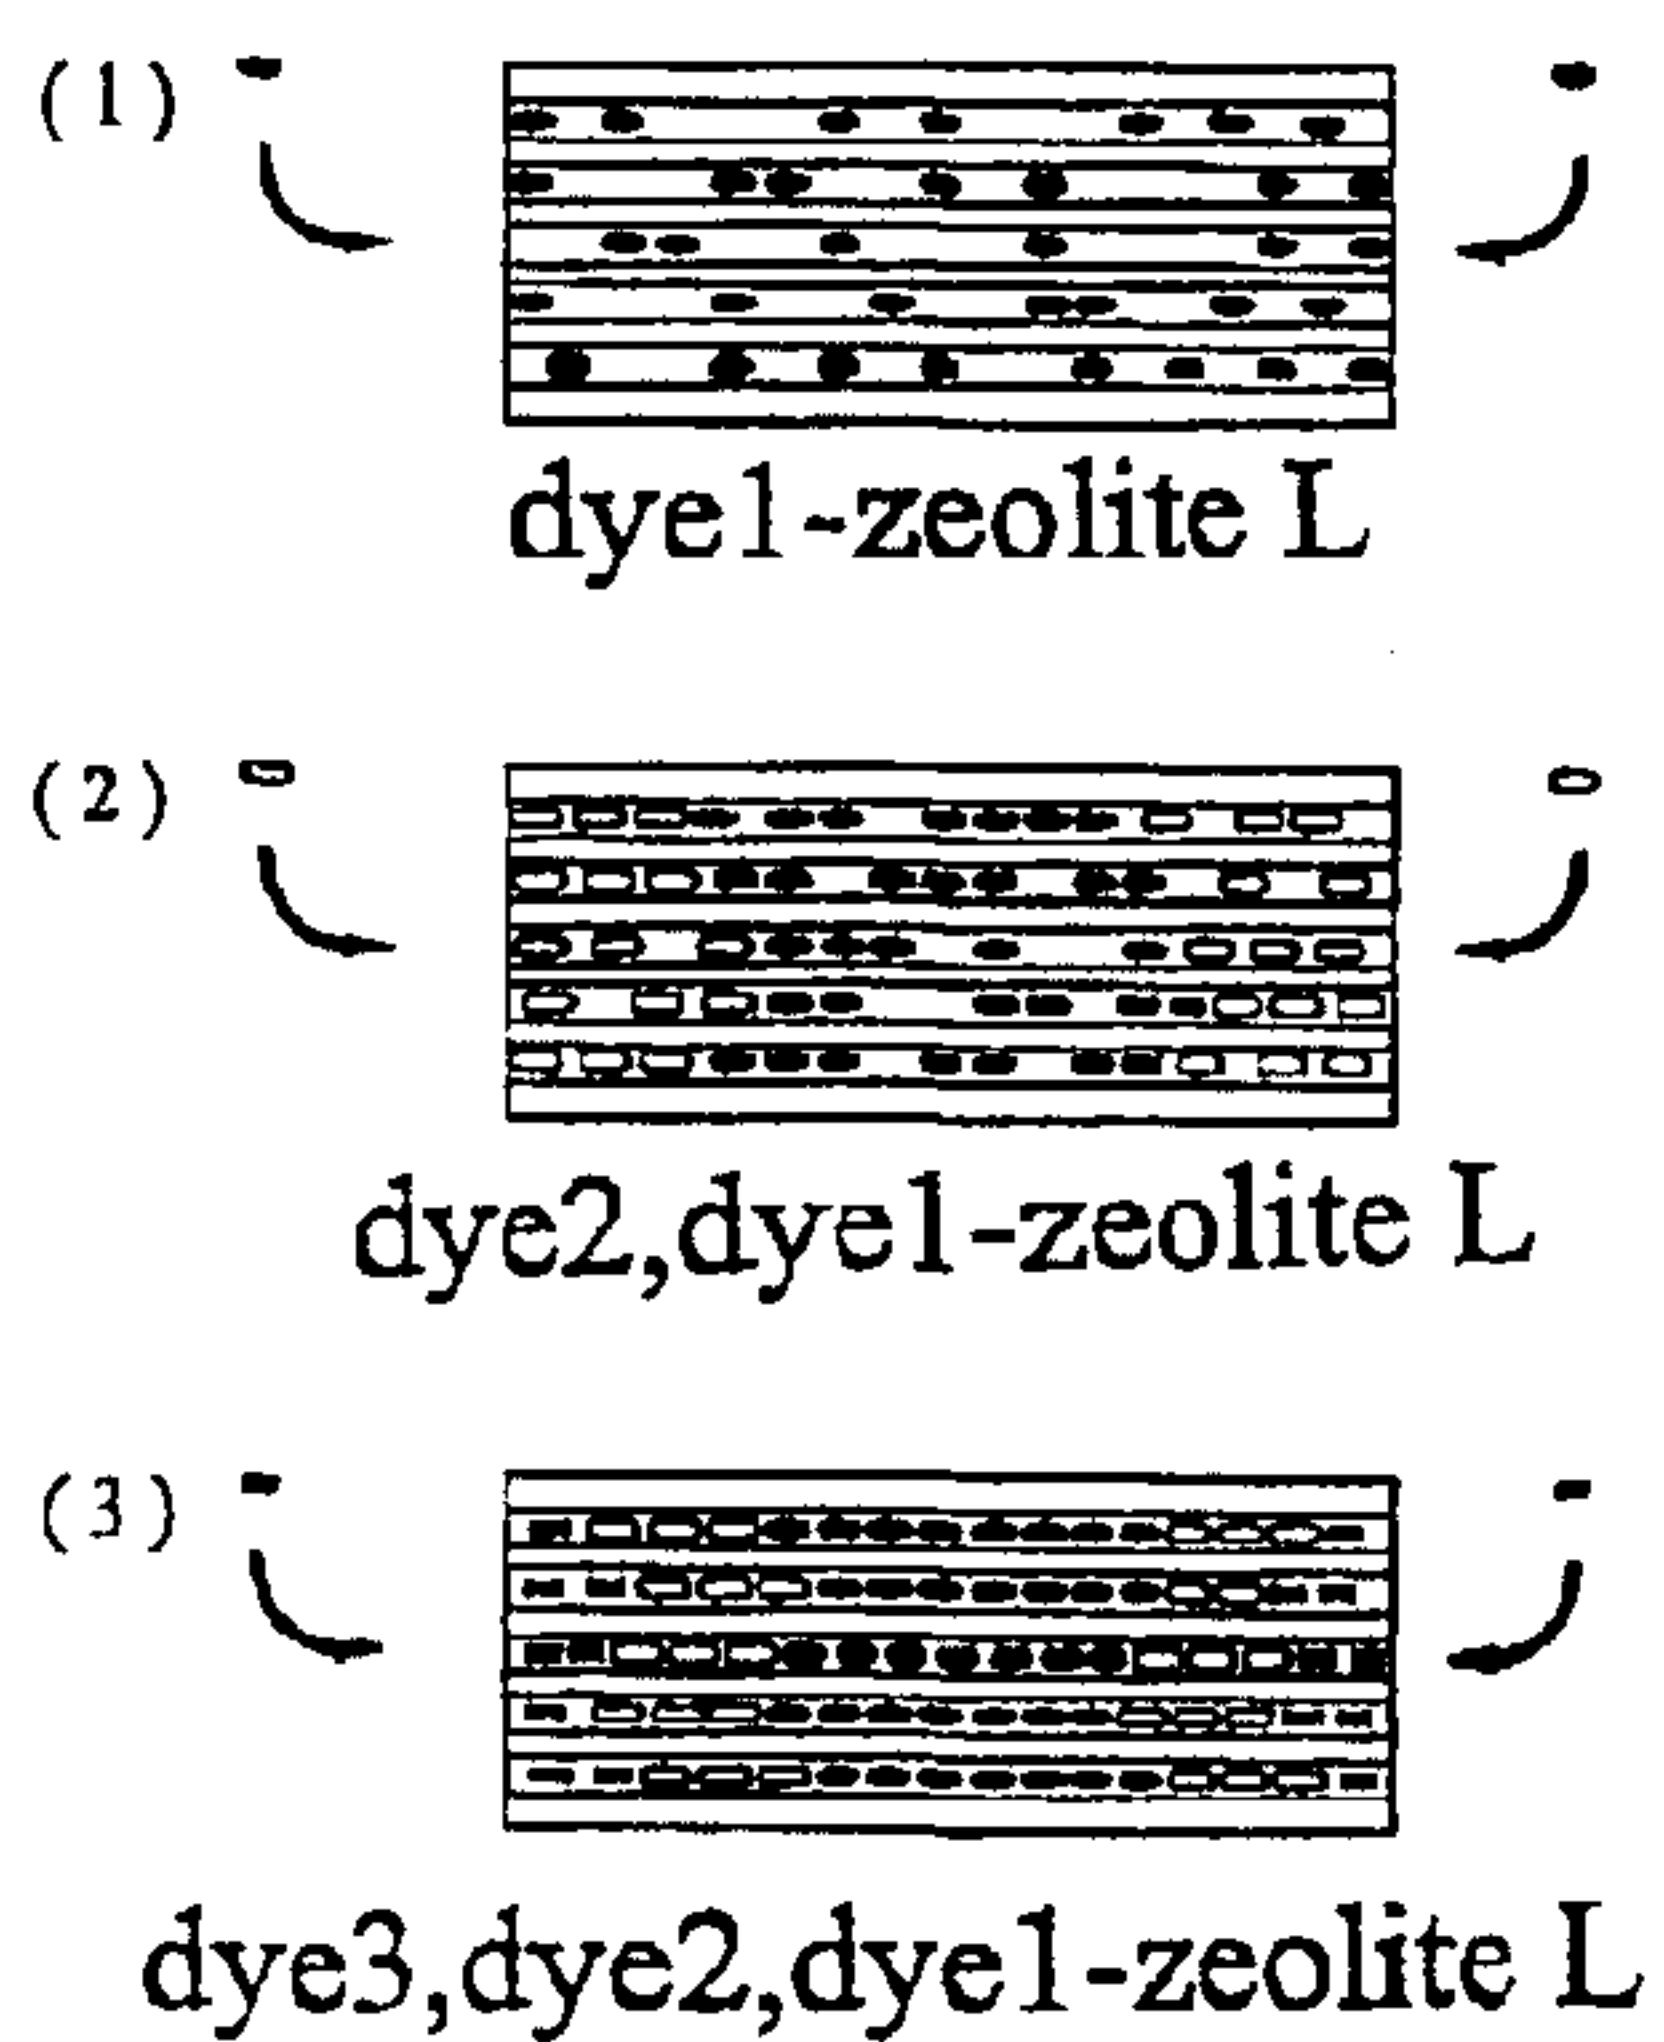 (1)
dye1-zeolite L
(2)
dye2,dye1-zeolite L
(3)
dye3,dye2,dye1-zeolite L